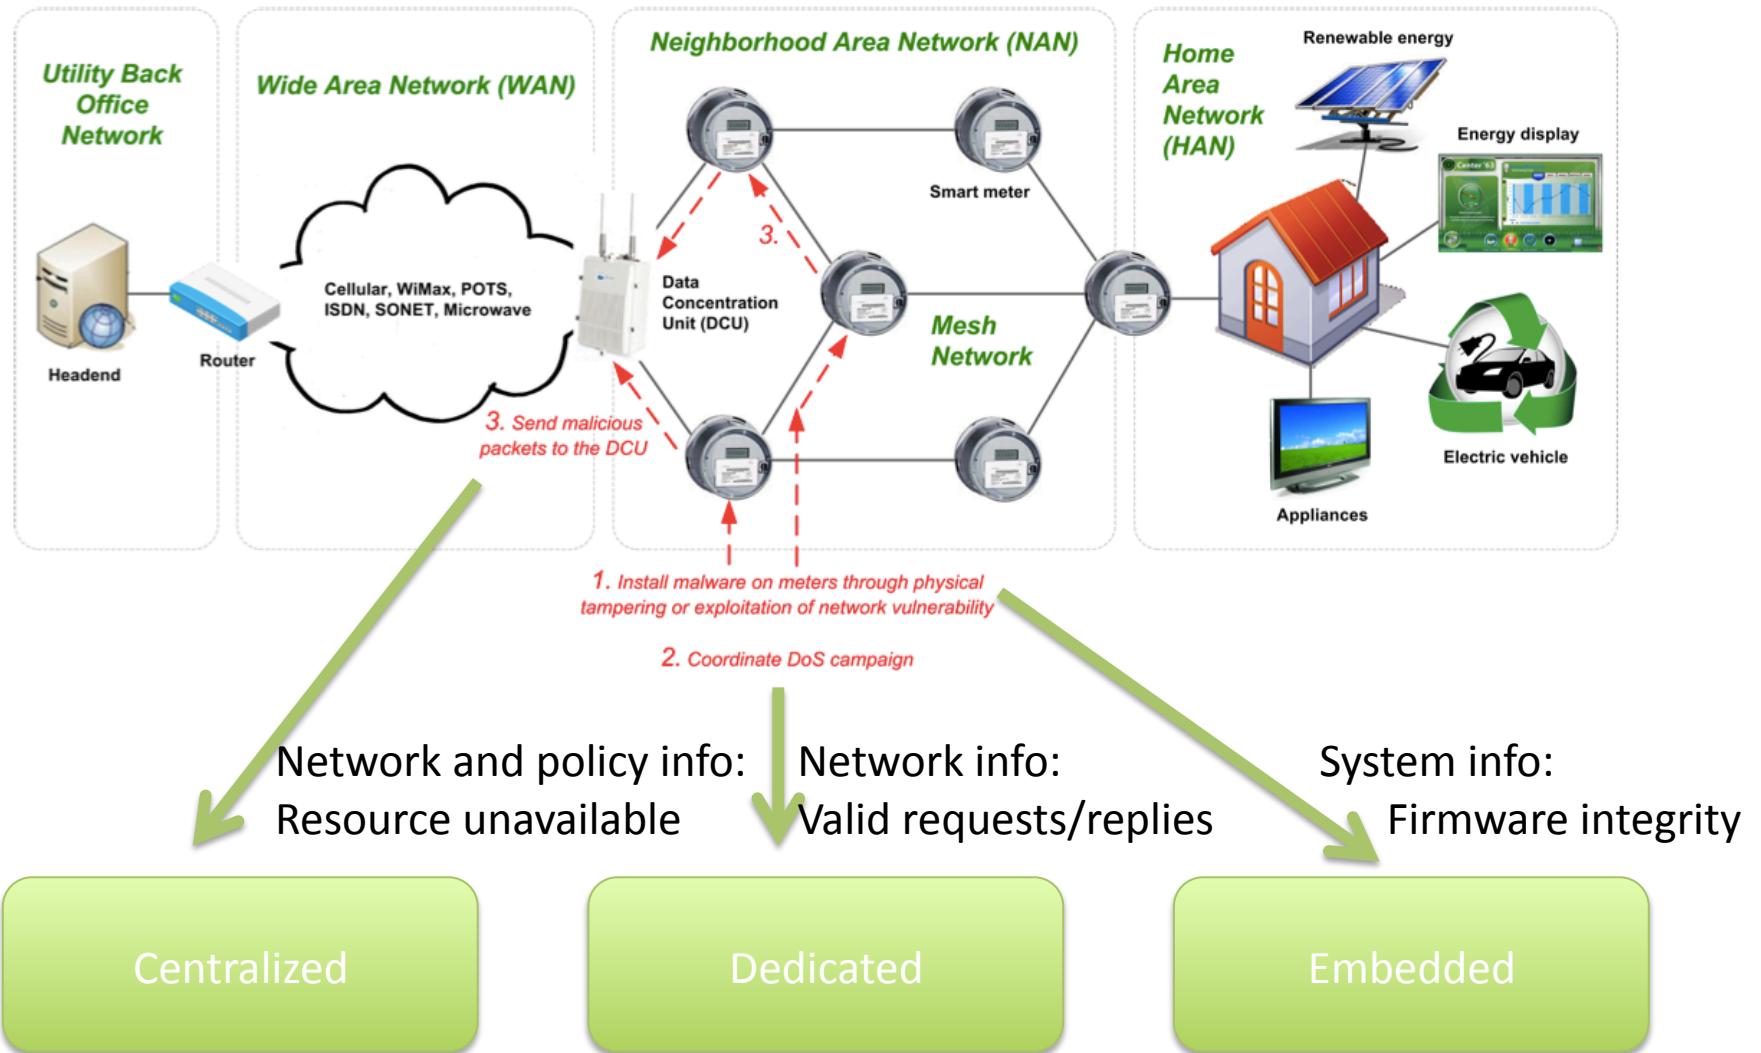 Utility Back
Office
Network
Wide Area Network (WAN)
Neighborhood Area Network (NAN)
Home
Area
Network
(HAN)
Renewable energy
Energy display
Center '63
Smart meter
3.
Cellular, WiMax, POTS,
ISDN, SONET, Microwave
Data
Concentration
Unit (DCU)
Mesh
Network
Headend
Router
3. Send malicious
packets to the DCU
Electric vehicle
Appliances
1. Install malware on meters through physical
tampering or exploitation of network vulnerability
2. Coordinate DoS campaign
Network and policy info:
Resource unavailable
Network info:
Valid requests/replies
System info:
Firmware integrity
Centralized
Dedicated
Embedded